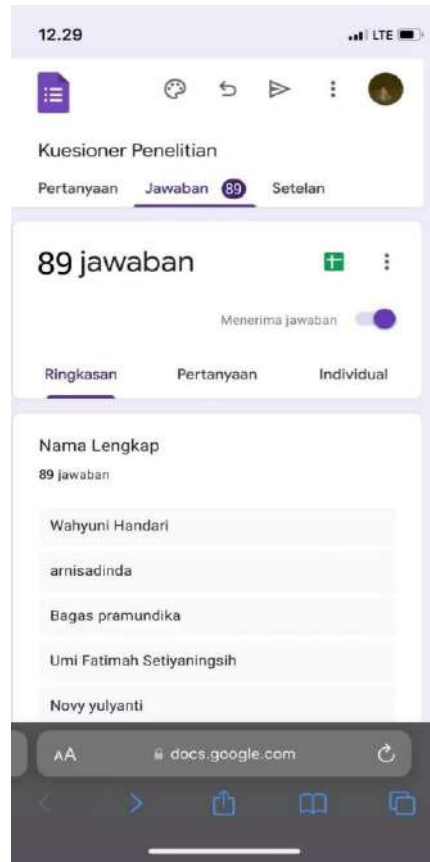 12.29
LTE
Kuesioner Penelitian
Pertanyaan Jawaban 89 Setelan
89 jawaban
Menerima jawaban
Ringkasan Pertanyaan Individual
Nama Lengkap
89 jawaban
Wahyuni Handari
arnisadinda
Bagas pramundika
Umi Fatimah Setiyaningsih
Novy yulyanti
AA docs.google.com